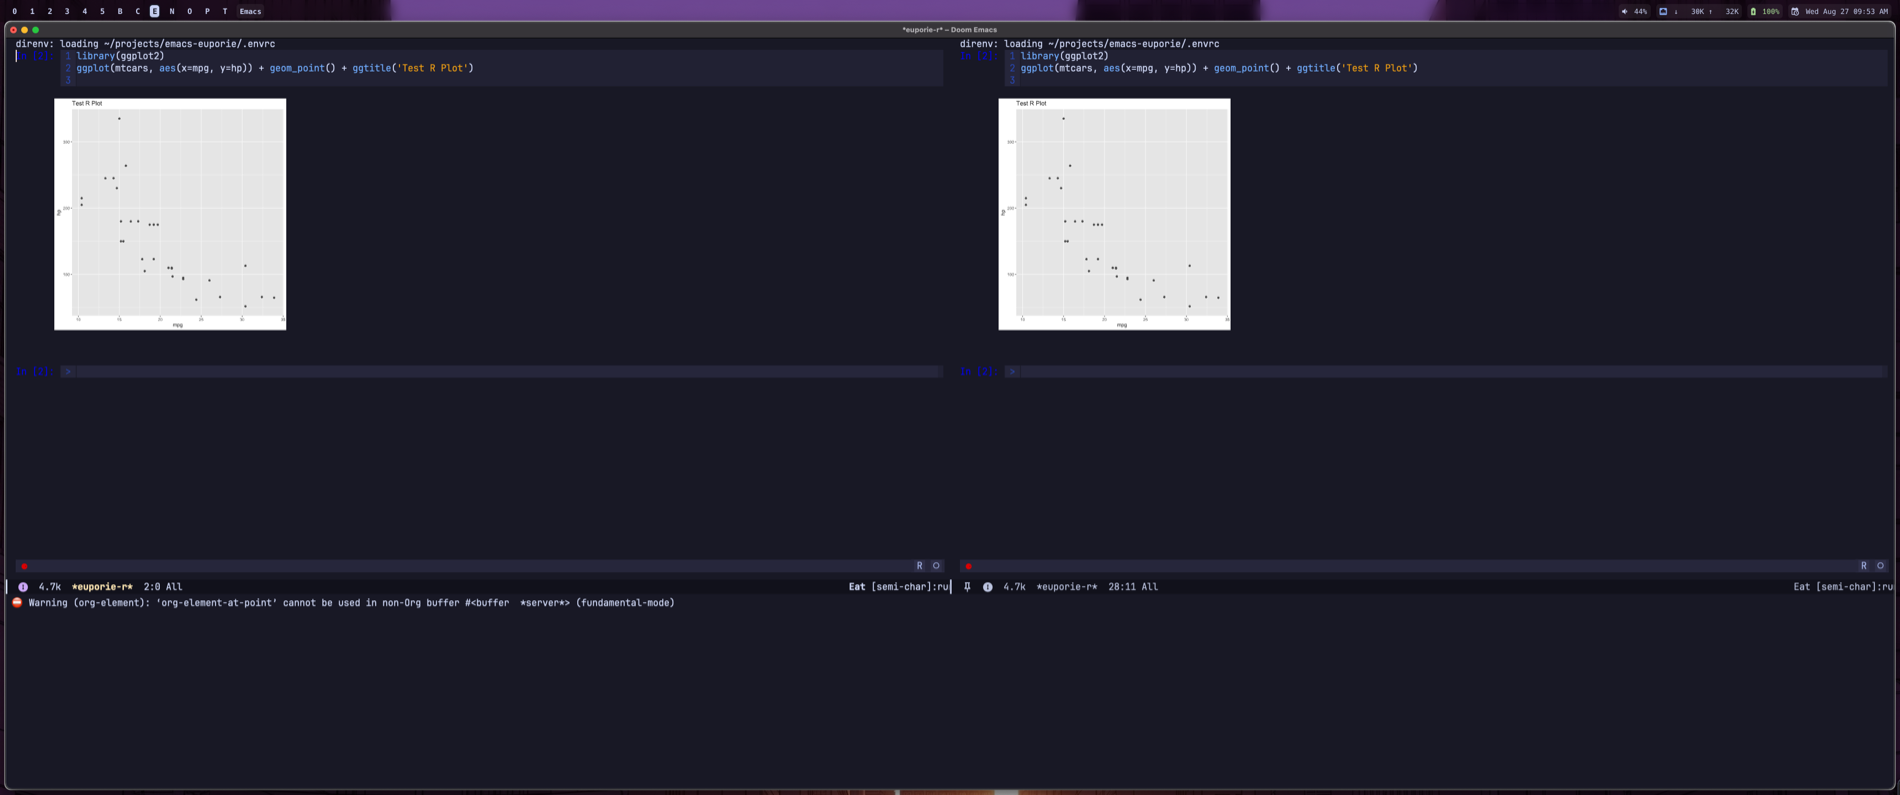 0 1 2 3 4 5 B C E N O P T Emacs
44% ↓ 30K ↑ 32K 100% Wed Aug 27 09:53 AM
*euporie-r* – Doom Emacs
direnv: loading ~/projects/emacs-euporie/.envrc
1 library(ggplot2)
2 ggplot(mtcars, aes(x=mpg, y=hp)) + geom_point() + ggtitle('Test R Plot')
3
Test R Plot
300
hp
200
100
10 15 20 25 30 35
mpg
In [2] >
R
4.7k *euporie-r* 2:0 All Eat [semi-char]:ru
direnv: loading ~/projects/emacs-euporie/.envrc
1 library(ggplot2)
2 ggplot(mtcars, aes(x=mpg, y=hp)) + geom_point() + ggtitle('Test R Plot')
3
Test R Plot
300
hp
200
100
10 15 20 25 30 35
mpg
In [2] >
R
4.7k *euporie-r* 28:11 All Eat [semi-char]:ru
Warning (org-element): ‘org-element-at-point’ cannot be used in non-Org buffer #<buffer  *server*> (fundamental-mode)